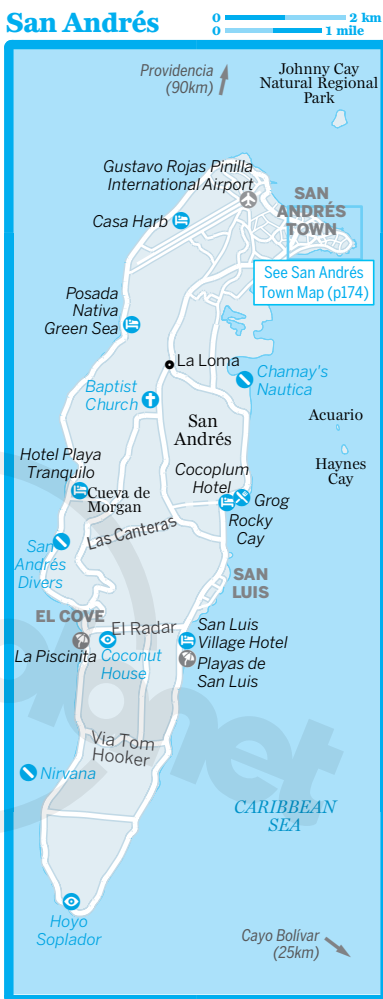 San Andrés
0 2 km
0 1 mile
Providencia
(90km)
Johnny Cay
Natural Regional
Park
Gustavo Rojas Pinilla
International Airport
SAN
ANDRÉS
TOWN
Casa Harb
See San Andrés
Town Map (p174)
Posada
Nativa
Green Sea
La Loma
Chamay's
Nautica
Baptist
Church
Acuario
San
Andrés
Haynes
Cay
Hotel Playa
Tranquilo
Cocoplum
Hotel
Cueva de
Morgan
Grog
Rocky
Cay
Las Canteras
San
Andrés
Divers
SAN
LUIS
EL COVE
El Radar
San Luis
Village Hotel
La Piscinita
Coconut
House
Playas de
San Luis
Via Tom
Hooker
Nirvana
CARIBBEAN
SEA
Hoyo
Soplador
Cayo Bolívar
(25km)